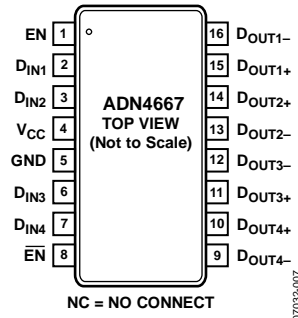 EN 1 16 DOUT1–
DIN1 2 15 DOUT1+
DIN2 3 14 DOUT2+
ADN4667
VCC 4 TOP VIEW 13 DOUT2–
(Not to Scale)
GND 5 12 DOUT3–
DIN3 6 11 DOUT3+
DIN4 7 10 DOUT4+
E̅N̅ 8 9 DOUT4–
NC = NO CONNECT
07032-007